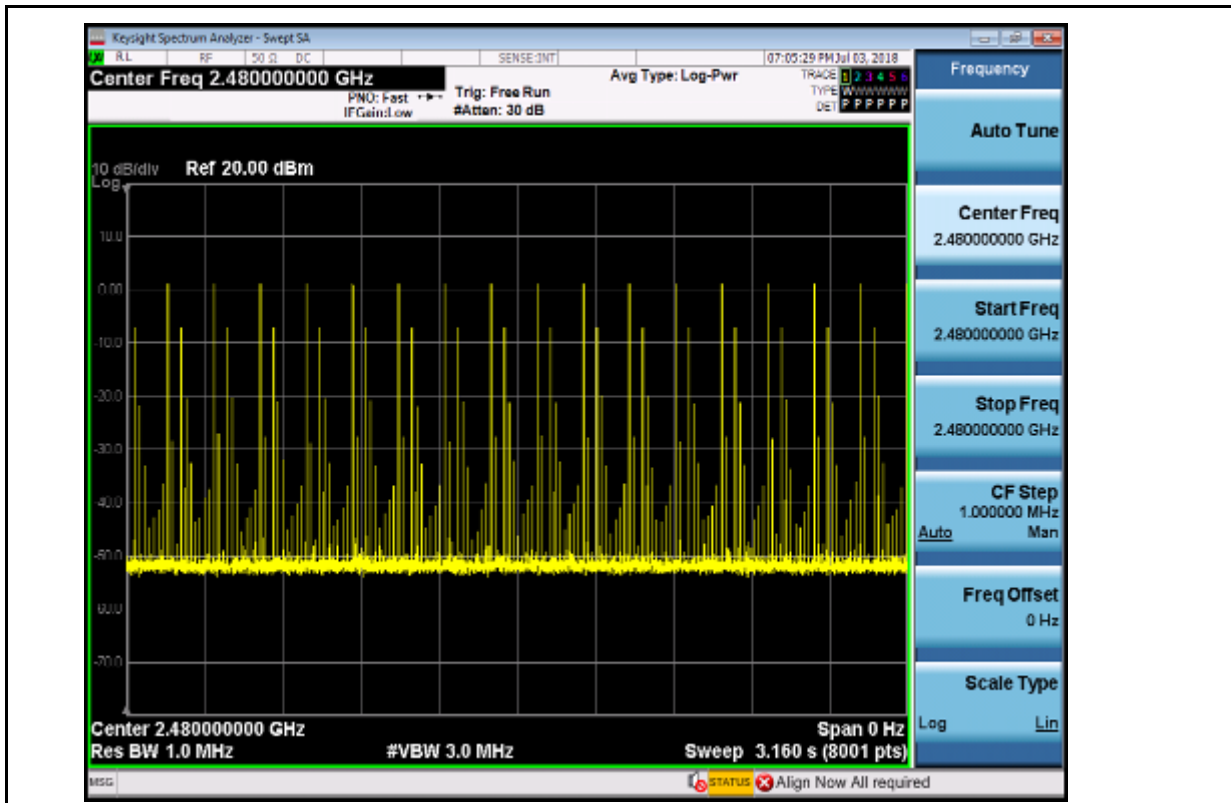 Keysight Spectrum Analyzer - Swept SA
RL RF 50 Ω DC SENSE:INT 07:05:29 PM Jul 03, 2018
Center Freq 2.480000000 GHz
PNO: Fast
IFGain:Low
Trig: Free Run
#Atten: 30 dB
Avg Type: Log-Pwr
TRACE 1 2 3 4 5 6
TYPE WWWWWW
DET P P P P P P
10 dB/div Ref 20.00 dBm
Log
10.0
0.00
-10.0
-20.0
-30.0
-40.0
-50.0
-60.0
-70.0
Center 2.480000000 GHz Span 0 Hz
Res BW 1.0 MHz #VBW 3.0 MHz Sweep 3.160 s (8001 pts)
MSG STATUS Align Now All required
Frequency
Auto Tune
Center Freq
2.480000000 GHz
Start Freq
2.480000000 GHz
Stop Freq
2.480000000 GHz
CF Step
1.000000 MHz
Auto Man
Freq Offset
0 Hz
Scale Type
Log Lin